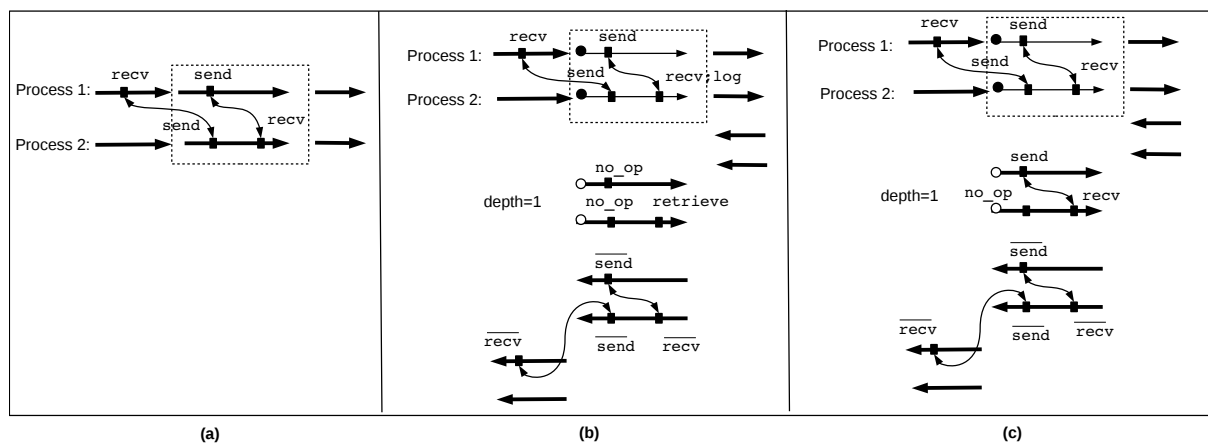 recv
send
Process 1:
send
recv
Process 2:
(a)
send
recv
Process 1:
send
recv;log
Process 2:
no_op
depth=1
no_op
retrieve
send
recv
send
recv
(b)
send
recv
Process 1:
send
recv
Process 2:
send
depth=1
no_op
recv
send
recv
send
recv
(c)